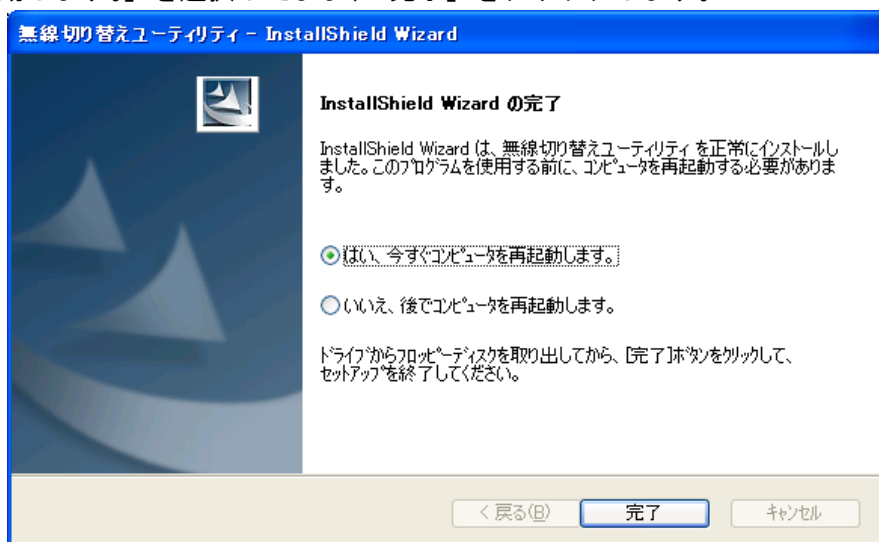 無線切り替えユーティリティ - InstallShield Wizard
InstallShield Wizard の完了
InstallShield Wizard は、無線切り替えユーティリティ を正常にインストールし
ました。このプログラムを使用する前に、コンピュータを再起動する必要がありま
す。
はい、今すぐコンピュータを再起動します。
いいえ、後でコンピュータを再起動します。
ドライブからフロッピーディスクを取り出してから、[完了]ボタンをクリックして、
セットアップを終了してください。
< 戻る(B)
完了
キャンセル